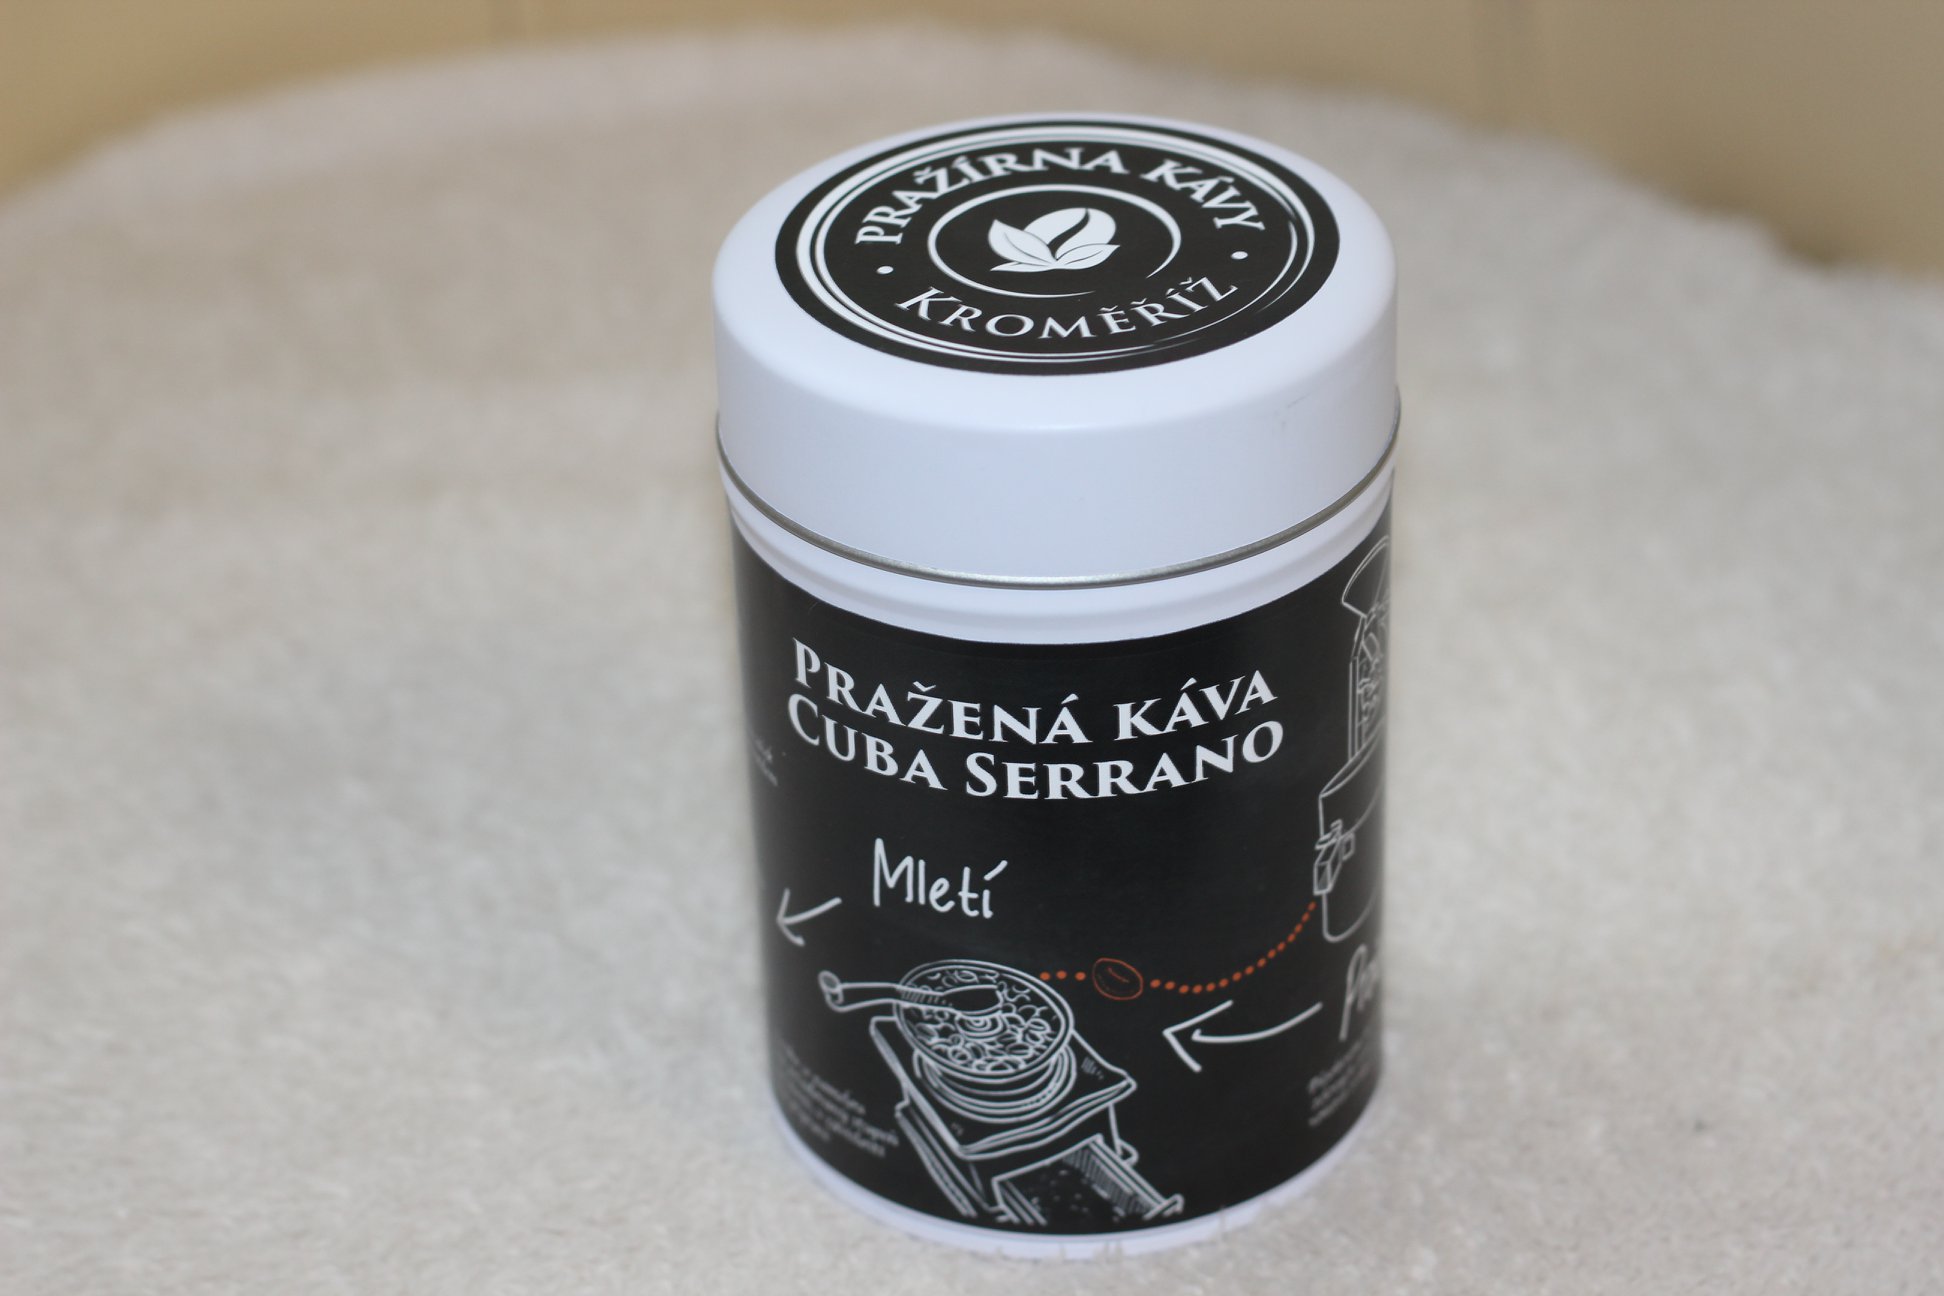 PRAŽÍRNA KÁVY
KROMĚŘÍŽ
PRAŽENÁ KÁVA
CUBA SERRANO
Mletí